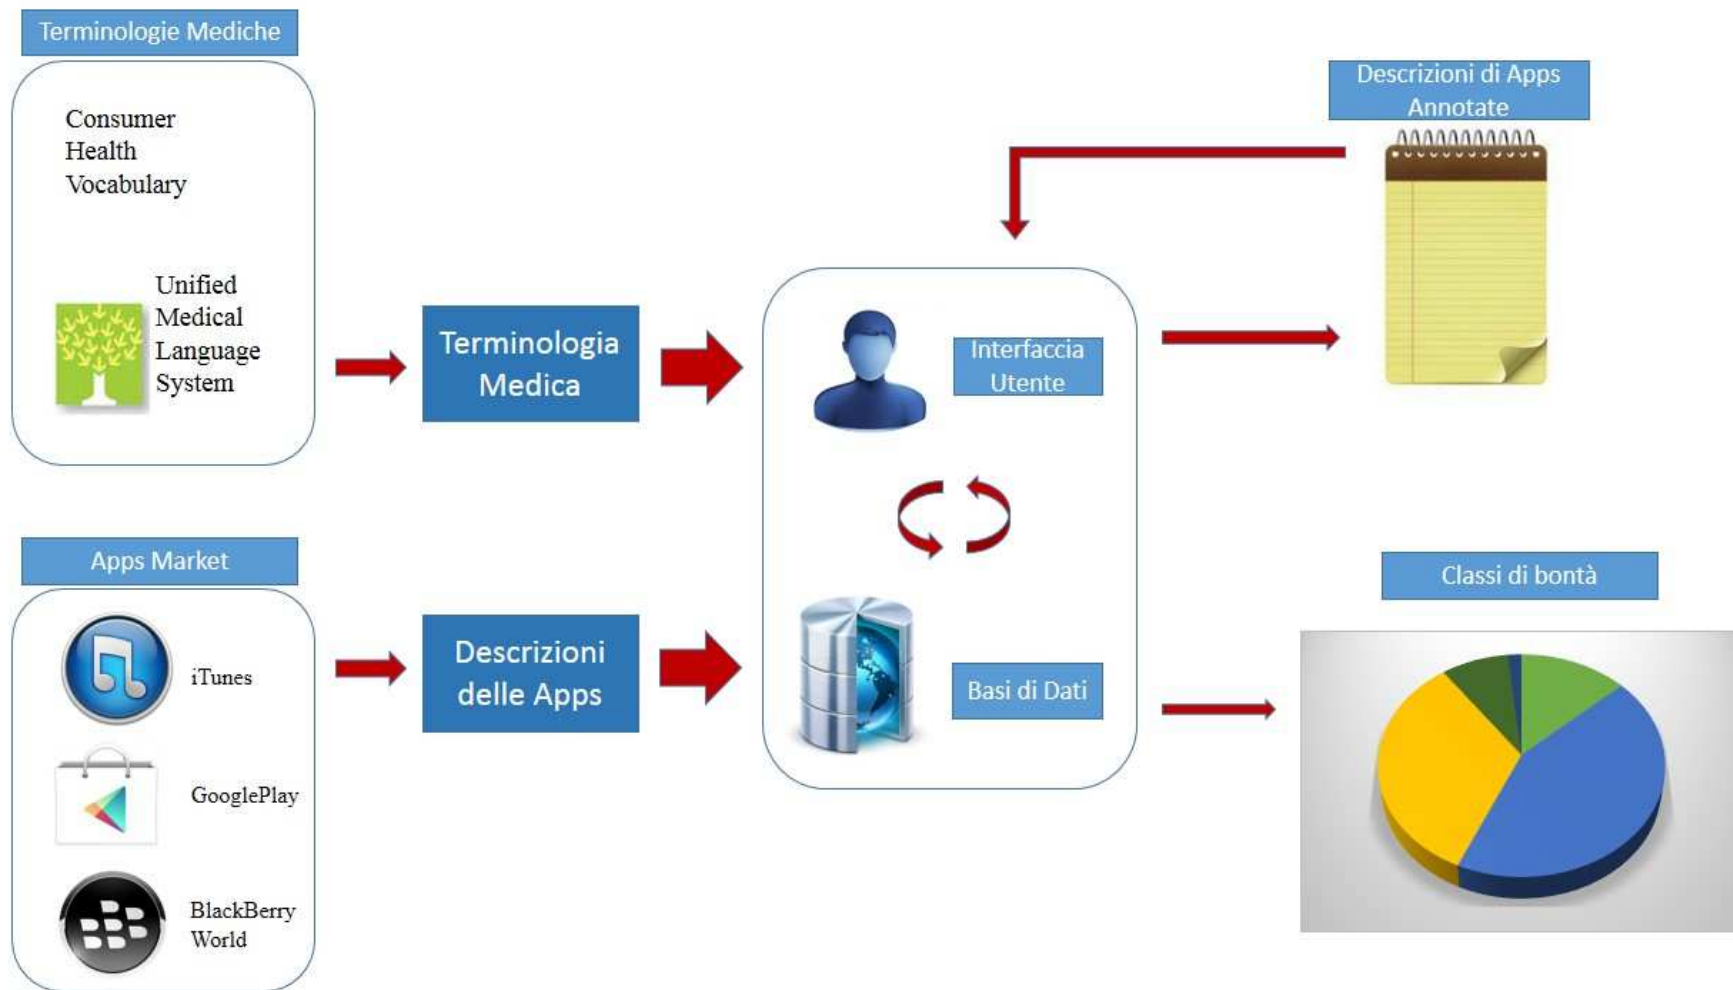 Terminologie Mediche
Consumer
Health
Vocabulary
Unified
Medical
Language
System
Terminologia
Medica
Interfaccia
Utente
Descrizioni di Apps
Annotate
Apps Market
iTunes
GooglePlay
BlackBerry
World
Descrizioni
delle Apps
Basi di Dati
Classi di bontà